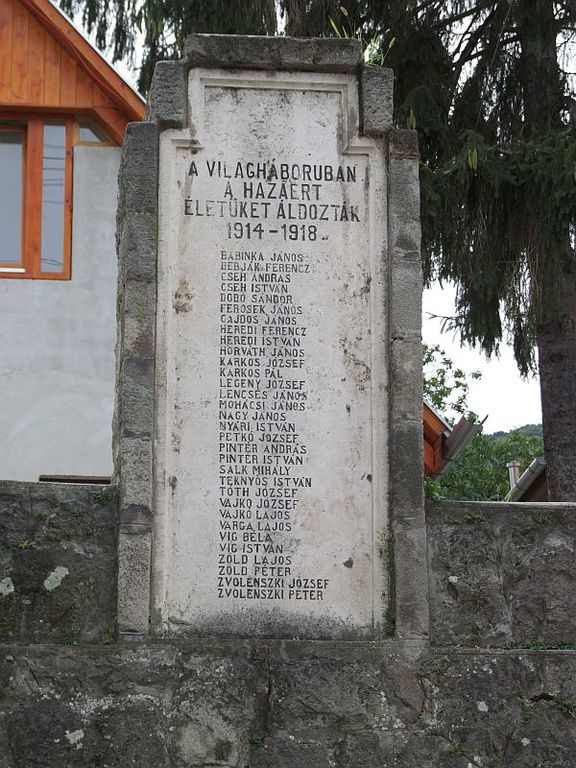 A VILÁGHÁBORUBAN
A HAZÁÉRT
ÉLETÜKET ÁLDOZTÁK
1914-1918.
BABINKA JÁNOS
BEBJÁK FERENCZ
CSEH ANDRÁS
CSEH ISTVÁN
DOBÓ SÁNDOR
FEROSEK JÁNOS
GAJDOS JÁNOS
HEREDI FERENCZ
HEREDI ISTVÁN
HORVÁTH JÁNOS
KARKOS JÓZSEF
KARKOS PÁL
LEGÉNY JÓZSEF
LENCSÉS JÁNOS
MOHÁCSI JÁNOS
NAGY JÁNOS
NYÁRI ISTVÁN
PETKÓ JÓZSEF
PINTÉR ANDRÁS
PINTÉR ISTVÁN
SALK MIHÁLY
TEKNYŐS ISTVÁN
TÓTH JÓZSEF
VAJKÓ JÓZSEF
VAJKÓ LAJOS
VARGA LAJOS
VIG BÉLA
VIG ISTVÁN
ZÖLD LAJOS
ZÖLD PÉTER
ZVOLENSZKI JÓZSEF
ZVOLENSZKI PÉTER